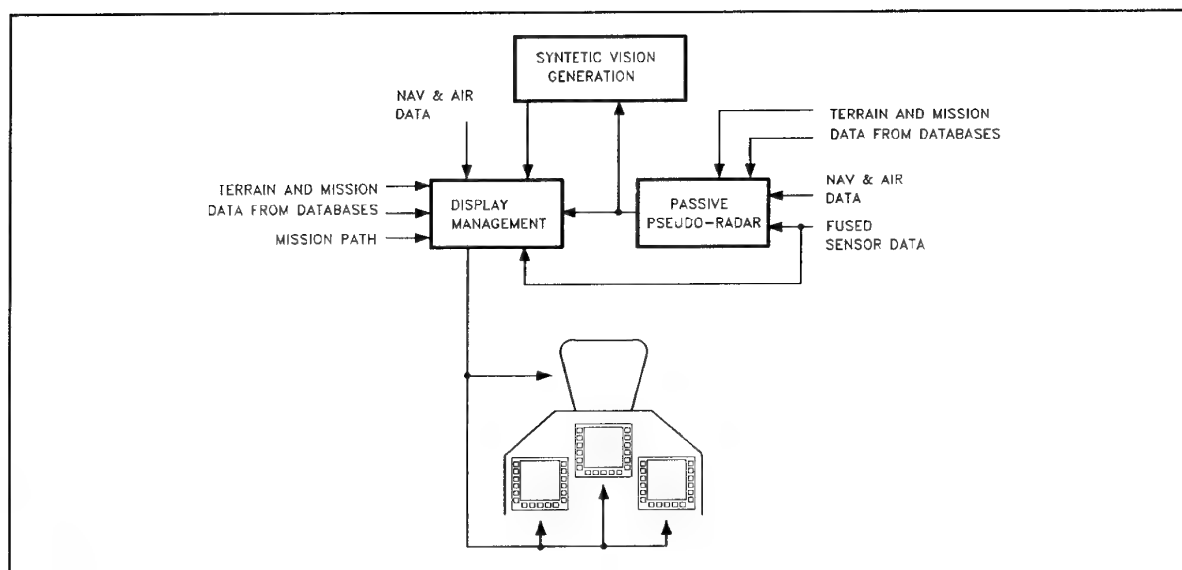 SYNTETIC VISION
GENERATION
NAV & AIR
DATA
TERRAIN AND MISSION
DATA FROM DATABASES
TERRAIN AND MISSION
DATA FROM DATABASES
MISSION PATH
DISPLAY
MANAGEMENT
PASSIVE
PSEUDO-RADAR
NAV & AIR
DATA
FUSED
SENSOR DATA